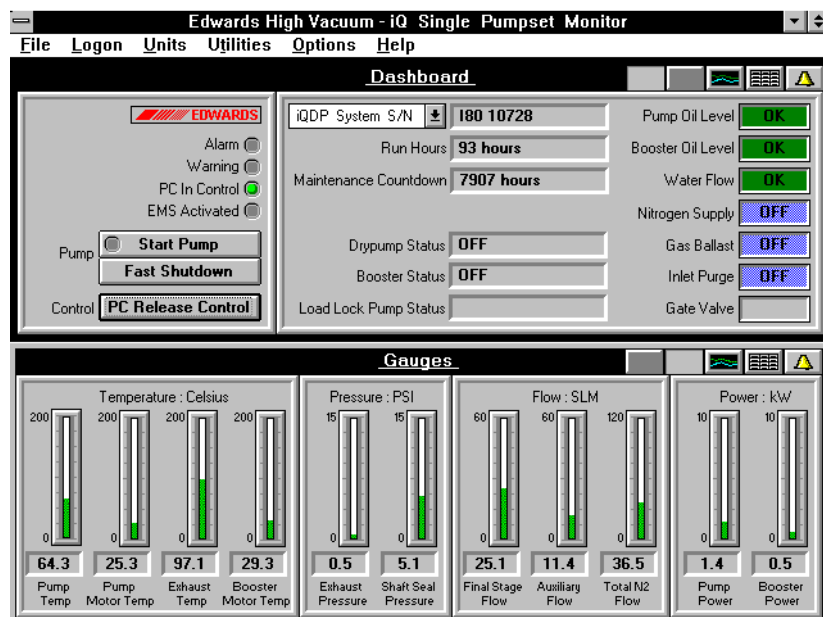 Edwards High Vacuum - iQ Single Pumpset Monitor
File Logon Units Utilities Options Help
Dashboard
EDWARDS
Alarm
Warning
PC In Control
EMS Activated
Pump
Start Pump
Fast Shutdown
Control
PC Release Control
iQDP System S/N I80 10728
Run Hours 93 hours
Maintenance Countdown 7907 hours
Drypump Status OFF
Booster Status OFF
Load Lock Pump Status
Pump Oil Level OK
Booster Oil Level OK
Water Flow OK
Nitrogen Supply OFF
Gas Ballast OFF
Inlet Purge OFF
Gate Valve
Gauges
Temperature : Celsius
200 200 200 200
0 0 0 0
64.3 25.3 97.1 29.3
Pump Temp
Pump Motor Temp
Exhaust Temp
Booster Motor Temp
Pressure : PSI
15 15
0 0
0.5 5.1
Exhaust Pressure
Shaft Seal Pressure
Flow : SLM
60 60 120
0 0 0
25.1 11.4 36.5
Final Stage Flow
Auxiliary Flow
Total N2 Flow
Power : kW
10 10
0 0
1.4 0.5
Pump Power
Booster Power